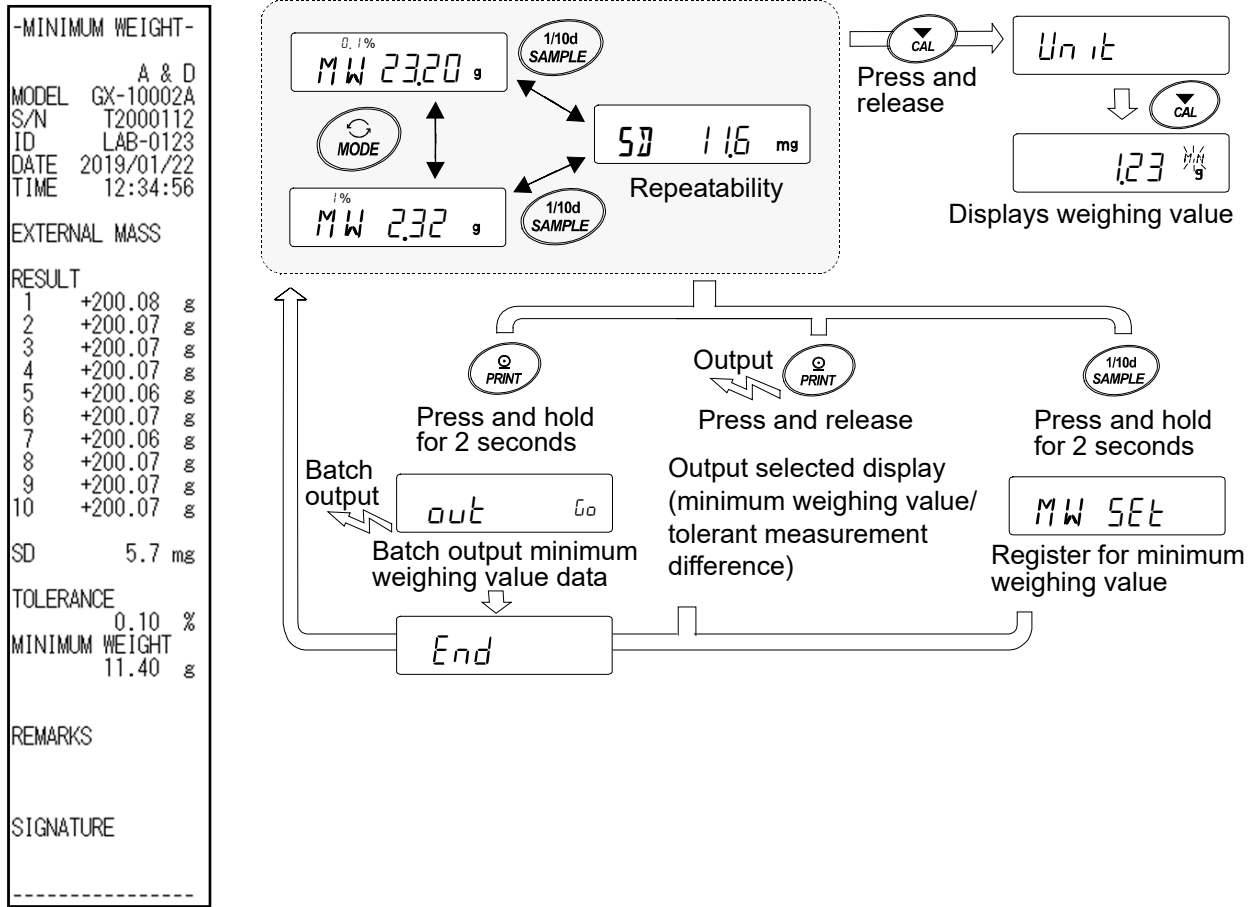 -MINIMUM WEIGHT-
A & D
MODEL GX-10002A
S/N T2000112
ID LAB-0123
DATE 2019/01/22
TIME 12:34:56
EXTERNAL MASS
RESULT
1 +200.08 g
2 +200.07 g
3 +200.07 g
4 +200.07 g
5 +200.06 g
6 +200.07 g
7 +200.06 g
8 +200.07 g
9 +200.07 g
10 +200.07 g
SD 5.7 mg
TOLERANCE
0.10 %
MINIMUM WEIGHT
11.40 g
REMARKS
SIGNATURE
-----------------
0.1%
MW 23.20 g
1/10d
SAMPLE
MODE
SD 11.6 mg
Repeatability
1%
MW 2.32 g
1/10d
SAMPLE
CAL
Press and
release
Unit
CAL
1.23 MIN g
Displays weighing value
PRINT
Press and hold
for 2 seconds
Batch
output
out Go
Batch output minimum
weighing value data
End
Output
PRINT
Press and release
Output selected display
(minimum weighing value/
tolerant measurement
difference)
1/10d
SAMPLE
Press and hold
for 2 seconds
MW SEt
Register for minimum
weighing value